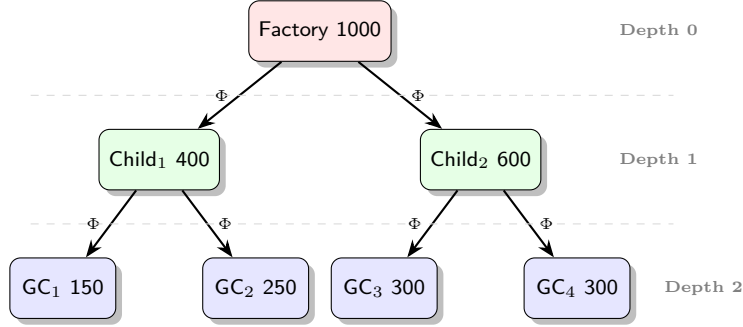 Factory 1000
Depth 0
Φ Φ
Child₁ 400 Child₂ 600 Depth 1
Φ Φ Φ Φ
GC₁ 150 GC₂ 250 GC₃ 300 GC₄ 300 Depth 2